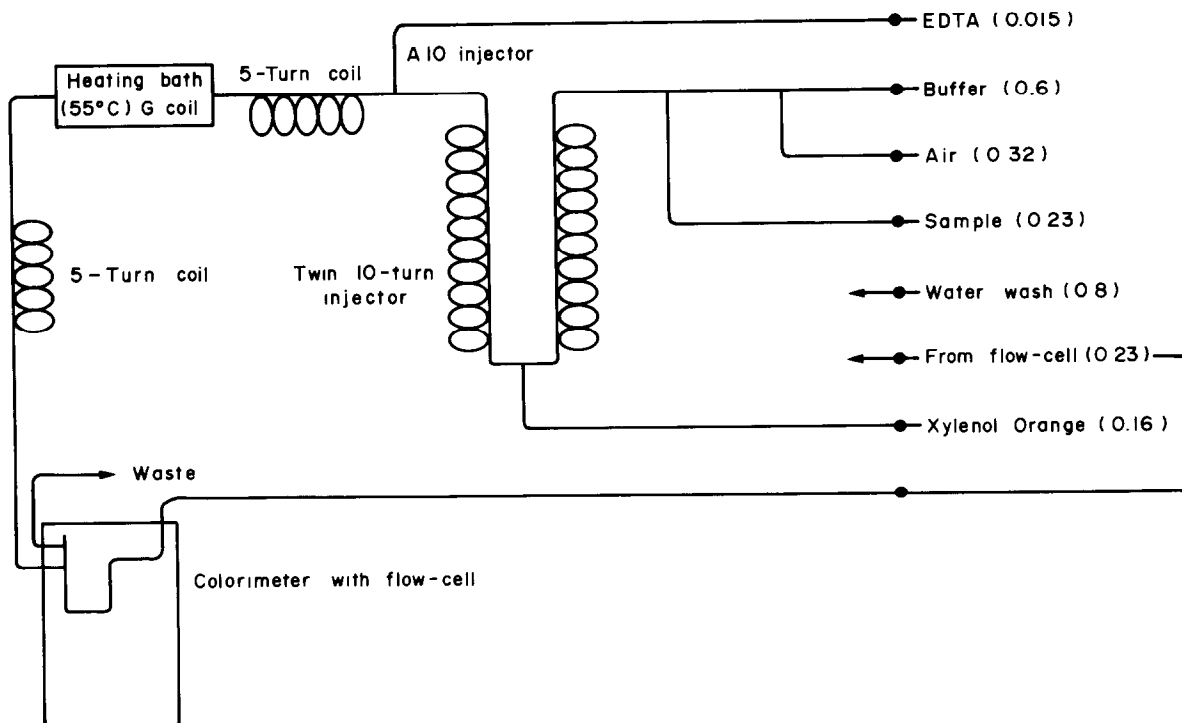 EDTA (0.015)
A10 injector
5-Turn coil
Heating bath
(55°C) G coil
Buffer (0.6)
Air (0 32)
Sample (0 23)
5-Turn coil
Twin 10-turn
injector
Water wash (0 8)
From flow-cell (0 23)
Xylenol Orange (0.16)
Waste
Colorimeter with flow-cell